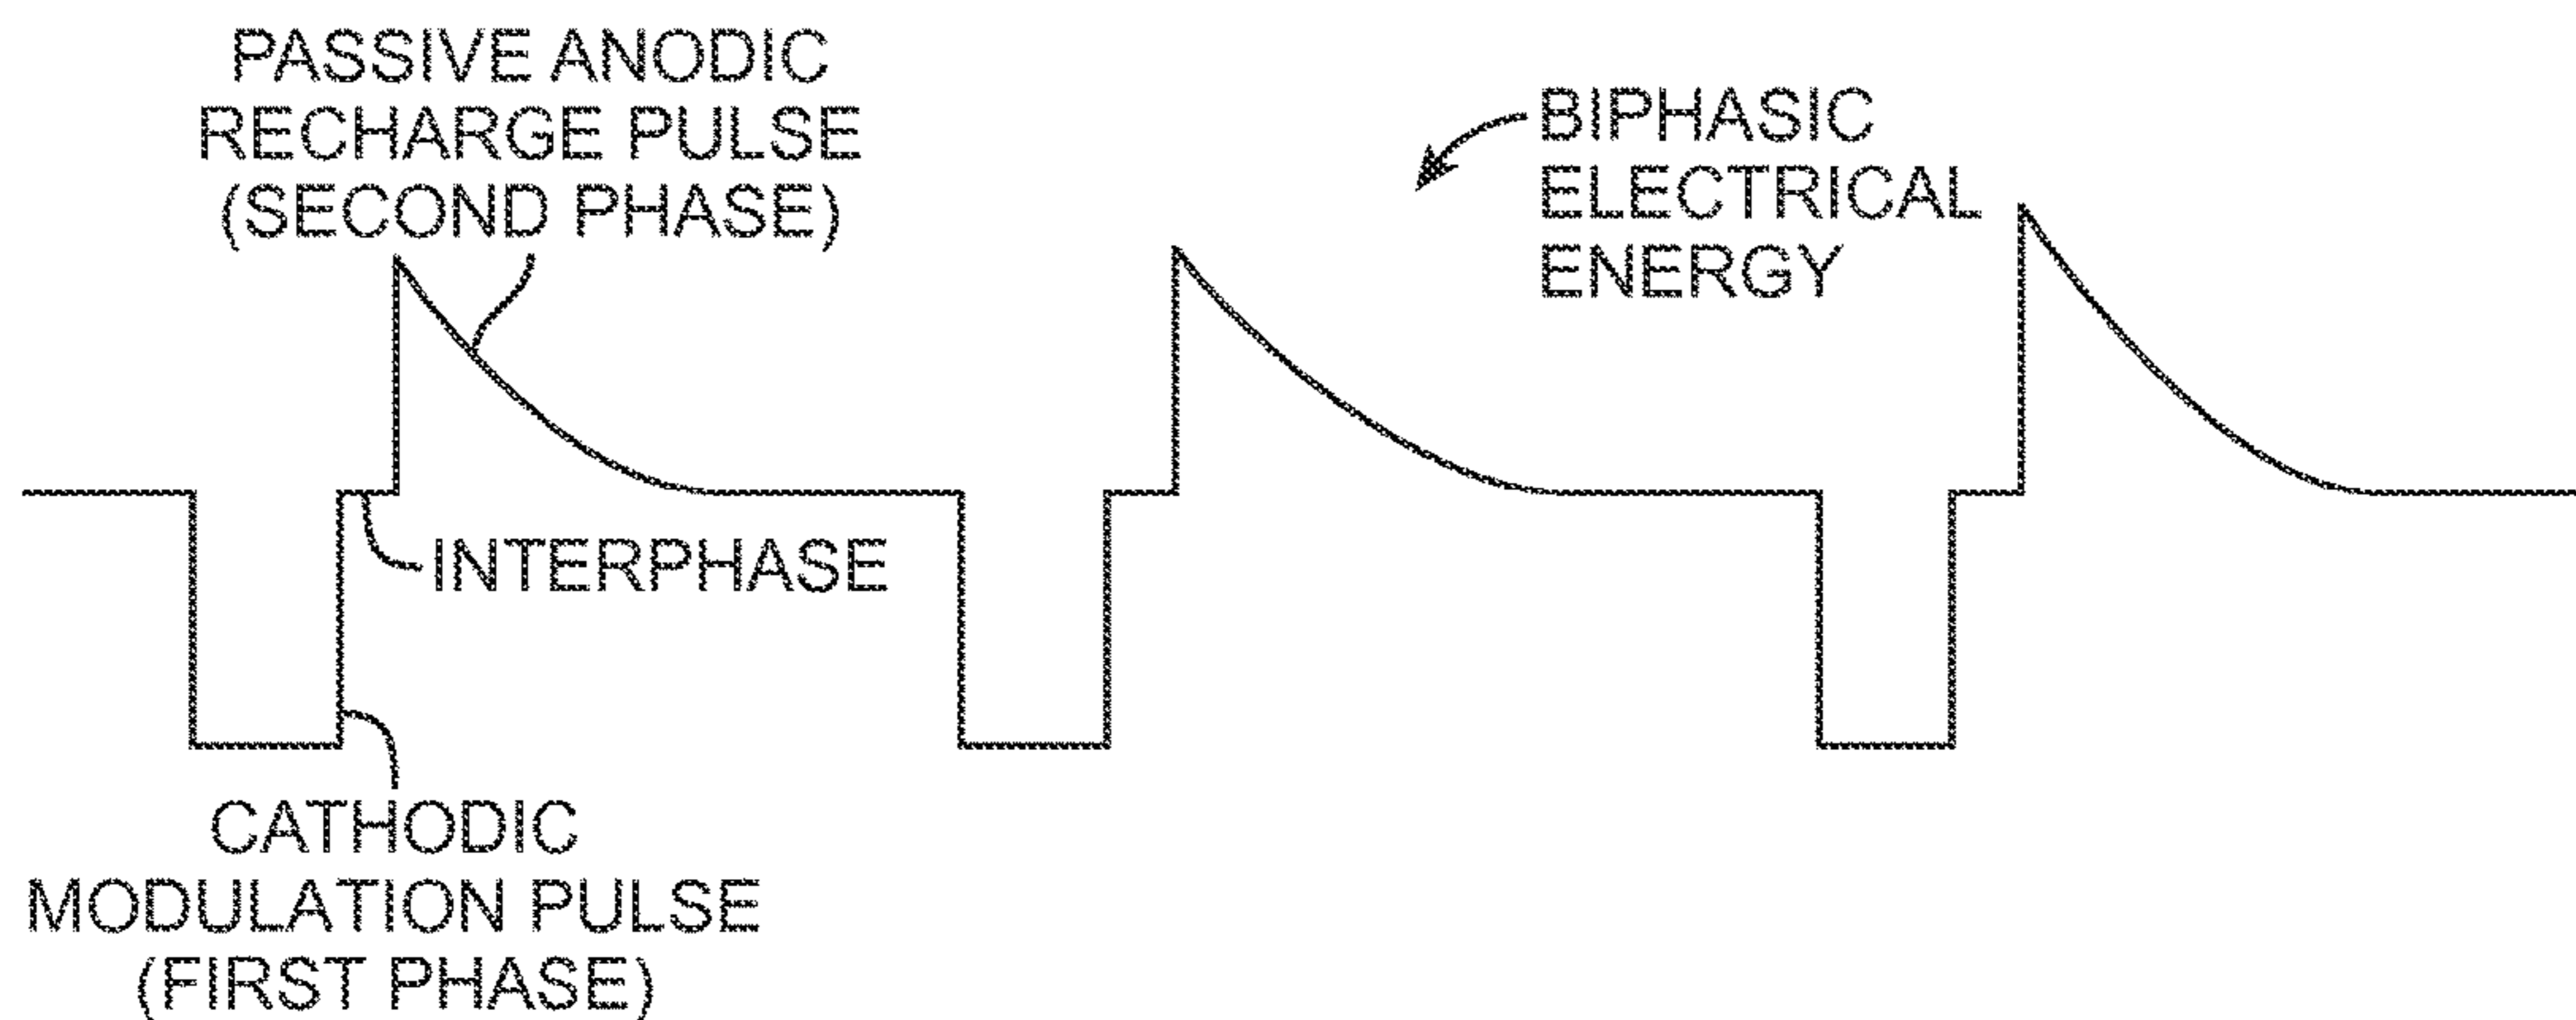 PASSIVE ANODIC
RECHARGE PULSE
(SECOND PHASE)
BIPHASIC
ELECTRICAL
ENERGY
INTERPHASE
CATHODIC
MODULATION PULSE
(FIRST PHASE)